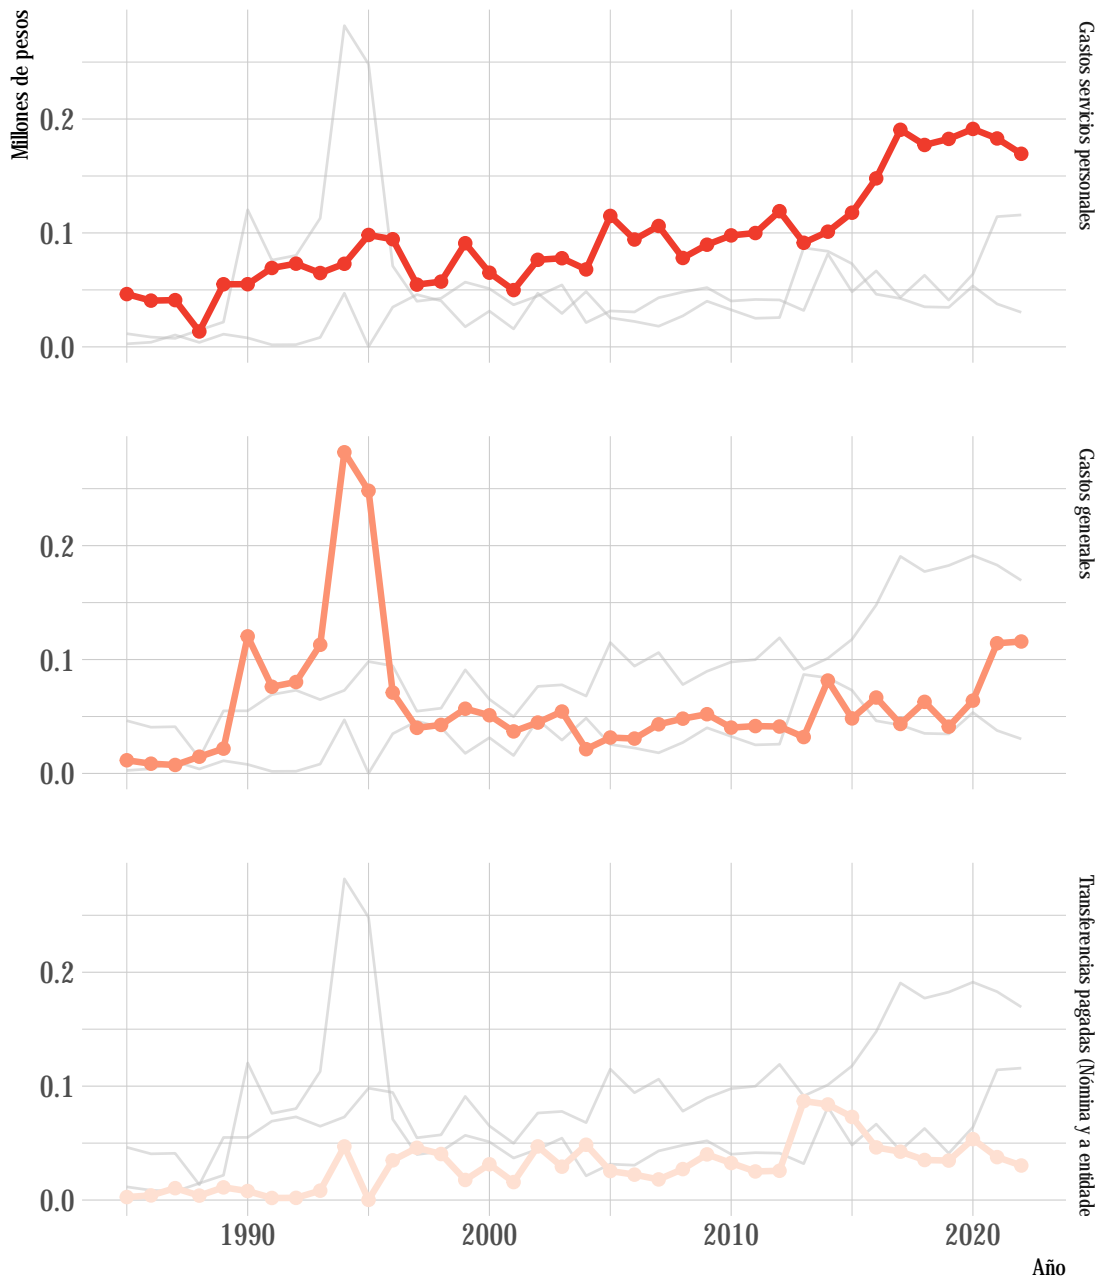 Millones de pesos
Gastos servicios personales
0.2
0.1
0.0
Gastos generales
0.2
0.1
0.0
Transferencias pagadas (Nómina y a entidade
0.2
0.1
0.0
1990 2000 2010 2020
Año